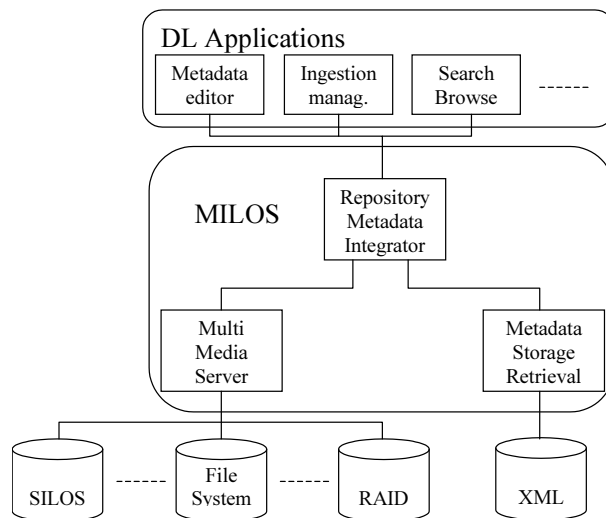 DL Applications
Metadata
editor
Ingestion
manag.
Search
Browse
MILOS
Repository
Metadata
Integrator
Multi
Media
Server
Metadata
Storage
Retrieval
SILOS
File
System
RAID
XML